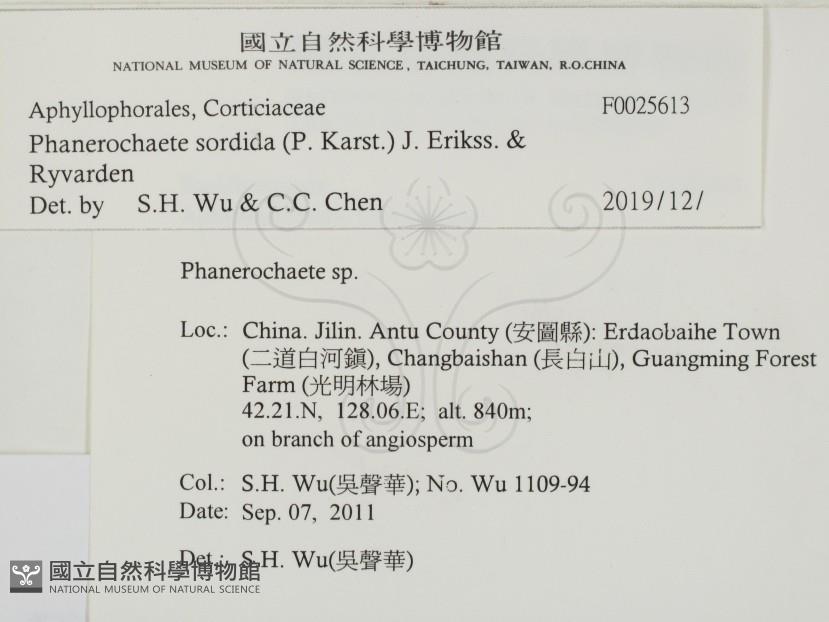 國立自然科學博物館
NATIONAL MUSEUM OF NATURAL SCIENCE, TAICHUNG, TAIWAN, R.O.CHINA
Aphyllophorales, Corticiaceae F0025613
Phanerochaete sordida (P. Karst.) J. Erikss. &
Ryvarden
Det. by S.H. Wu & C.C. Chen 2019/12/
Phanerochaete sp.
Loc.: China. Jilin. Antu County (安圖縣): Erdaobaihe Town
(二道白河鎮), Changbaishan (長白山), Guangming Forest
Farm (光明林場)
42.21.N, 128.06.E; alt. 840m;
on branch of angiosperm
Col.: S.H. Wu(吳聲華); No. Wu 1109-94
Date: Sep. 07, 2011
Det.: S.H. Wu(吳聲華)
國立自然科學博物館
NATIONAL MUSEUM OF NATURAL SCIENCE